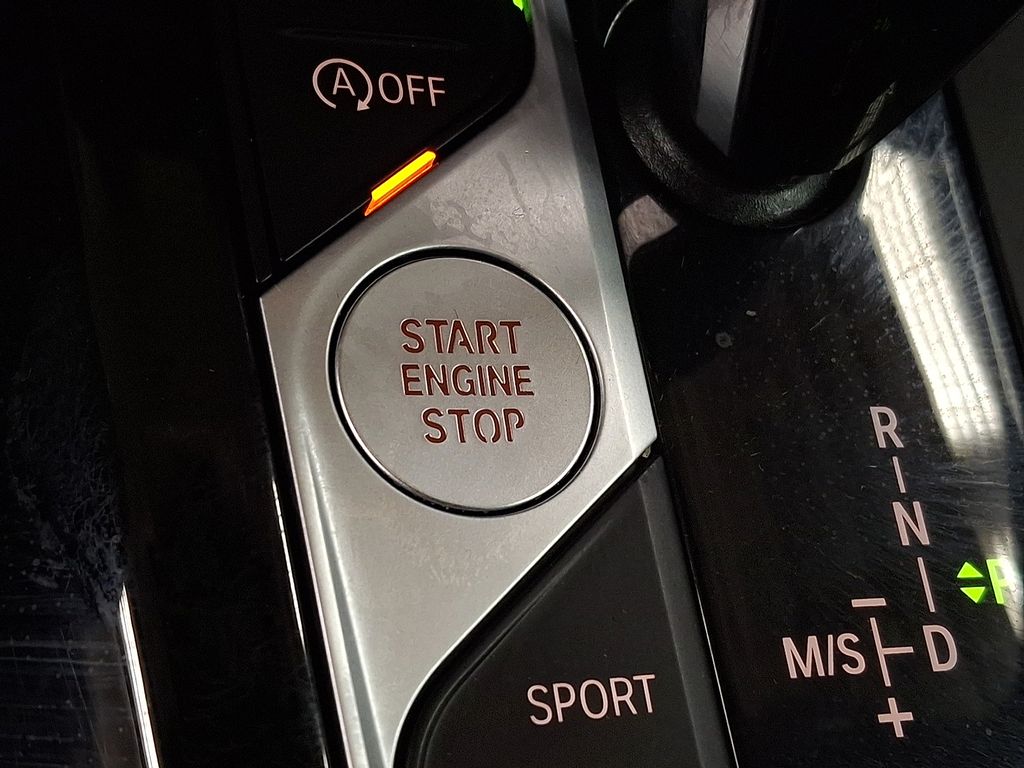 A OFF
START
ENGINE
STOP
SPORT
R
N
M/S D
+
P